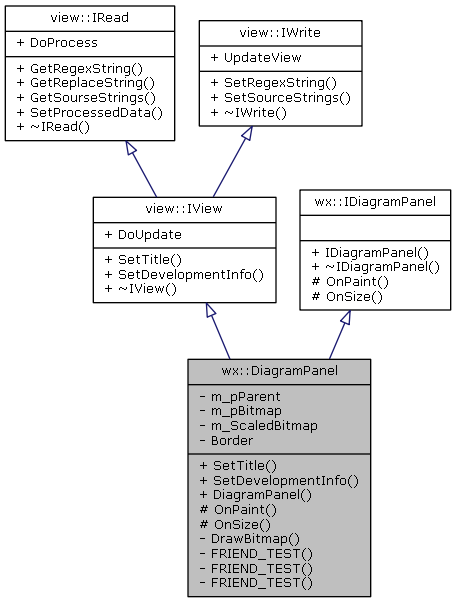 view::IRead
+ DoProcess
+ GetRegexString()
+ GetReplaceString()
+ GetSourseStrings()
+ SetProcessedData()
+ ~IRead()
view::IWrite
+ UpdateView
+ SetRegexString()
+ SetSourceStrings()
+ ~IWrite()
view::IView
+ DoUpdate
+ SetTitle()
+ SetDevelopmentInfo()
+ ~IView()
wx::IDiagramPanel
+ IDiagramPanel()
+ ~IDiagramPanel()
# OnPaint()
# OnSize()
wx::DiagramPanel
- m_pParent
- m_pBitmap
- m_ScaledBitmap
- Border
+ SetTitle()
+ SetDevelopmentInfo()
+ DiagramPanel()
# OnPaint()
# OnSize()
- DrawBitmap()
- FRIEND_TEST()
- FRIEND_TEST()
- FRIEND_TEST()